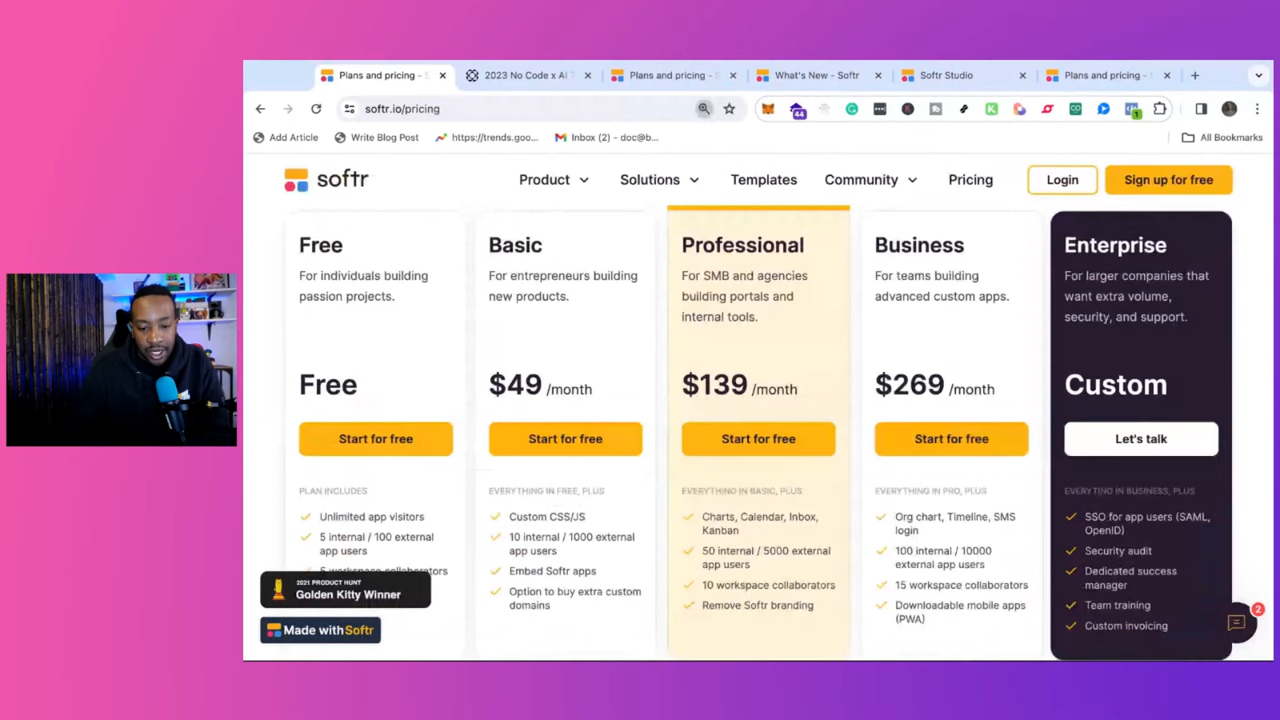 Plans and pricing - S
2023 No Code x AI T
Plans and pricing - S
What's New - Softr
Softr Studio
Plans and pricing - S
softr.io/pricing
44
1
Add Article
Write Blog Post
https://trends.goo...
Inbox (2) - doc@b...
All Bookmarks
softr
Product
Solutions
Templates
Community
Pricing
Login
Sign up for free
Free
For individuals building
passion projects.
Free
Start for free
PLAN INCLUDES
Unlimited app visitors
5 internal / 100 external
app users
5 workspace collaborators
Basic
For entrepreneurs building
new products.
$49 /month
Start for free
EVERYTHING IN FREE, PLUS
Custom CSS/JS
10 internal / 1000 external
app users
Embed Softr apps
Option to buy extra custom
domains
Professional
For SMB and agencies
building portals and
internal tools.
$139 /month
Start for free
EVERYTHING IN BASIC, PLUS
Charts, Calendar, Inbox,
Kanban
50 internal / 5000 external
app users
10 workspace collaborators
Remove Softr branding
Business
For teams building
advanced custom apps.
$269 /month
Start for free
EVERYTHING IN PRO, PLUS
Org chart, Timeline, SMS
login
100 internal / 10000
external app users
15 workspace collaborators
Downloadable mobile apps
(PWA)
Enterprise
For larger companies that
want extra volume,
security, and support.
Custom
Let's talk
EVERYTING IN BUSINESS, PLUS
SSO for app users (SAML,
OpenID)
Security audit
Dedicated success
manager
Team training
Custom invoicing
2021 PRODUCT HUNT
Golden Kitty Winner
Made with Softr
2